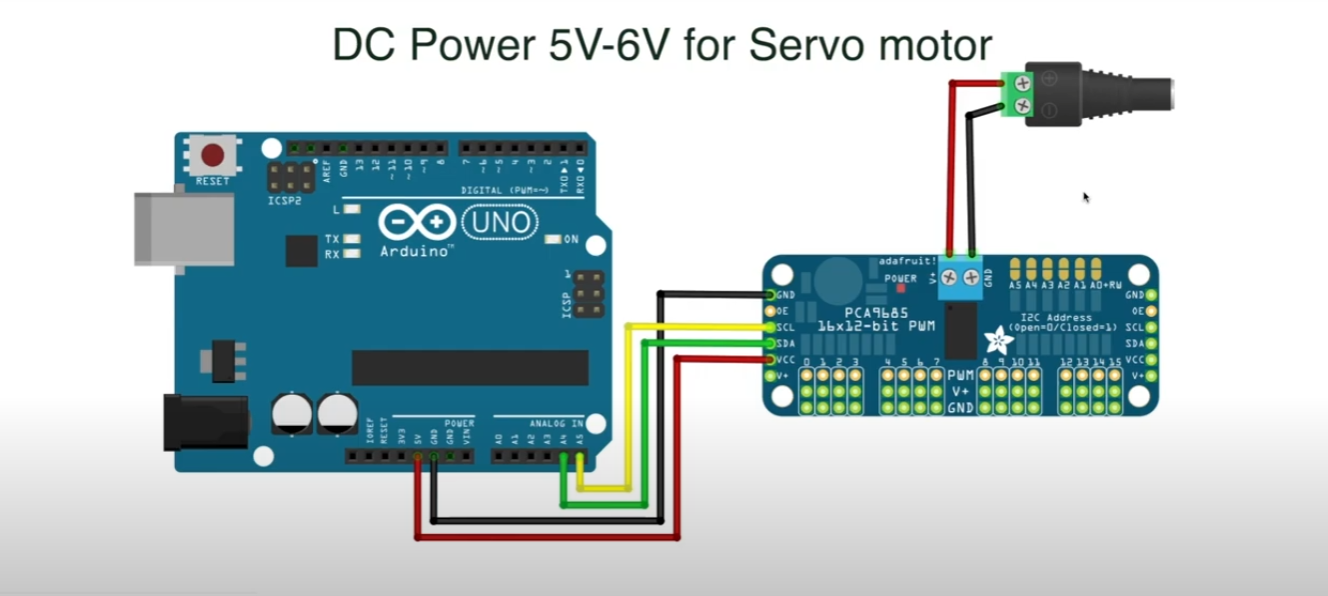 DC Power 5V-6V for Servo motor
RESET
ICSP2
AREF
GND
13
12
~11
~10
~9
8
7
~6
~5
4
~3
2
TXO▶1
RXO◀0
DIGITAL (PWM=~)
L
TX
RX
Arduino™
UNO
ON
1
ICSP
POWER
ANALOG IN
IOREF
RESET
3V3
5V
GND
GND
VIN
A0
A1
A2
A3
A4
A5
adafruit!
POWER
V+
GND
A5 A4 A3 A2 A1 A0+RW
GND
OE
SCL
SDA
VCC
V+
PCA9685
16x12-bit PWM
I2C Address
(Open=0/Closed=1)
GND
OE
SCL
SDA
VCC
V+
0 1 2 3 4 5 6 7 8 9 10 11 12 13 14 15
PWM
V+
GND